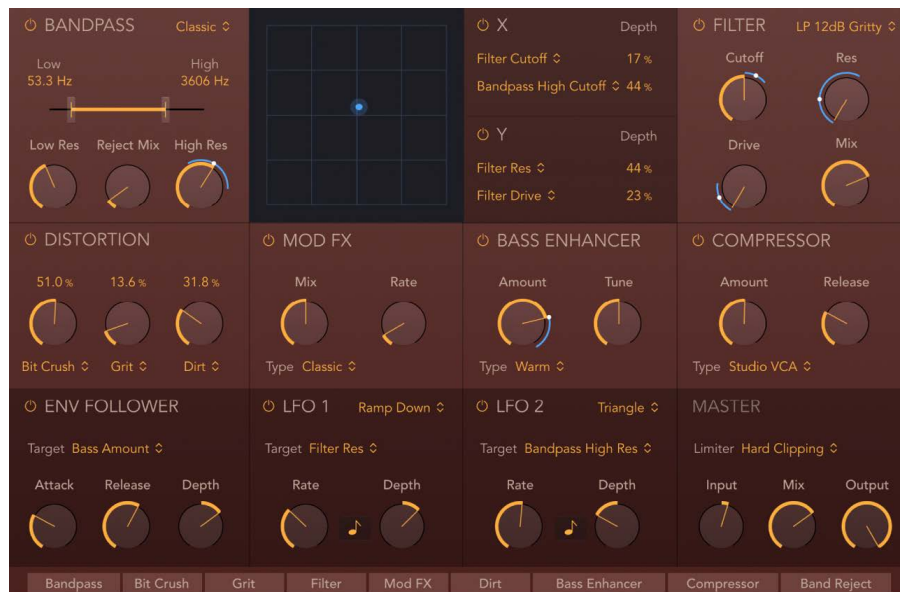 BANDPASS Classic
Low High
53.3 Hz 3606 Hz
Low Res Reject Mix High Res
X Depth
Filter Cutoff 17 %
Bandpass High Cutoff 44 %
Y Depth
Filter Res 44 %
Filter Drive 23 %
FILTER LP 12dB Gritty
Cutoff Res
Drive Mix
DISTORTION
51.0 % 13.6 % 31.8 %
Bit Crush Grit Dirt
MOD FX
Mix Rate
Type Classic
BASS ENHANCER
Amount Tune
Type Warm
COMPRESSOR
Amount Release
Type Studio VCA
ENV FOLLOWER
Target Bass Amount
Attack Release Depth
LFO 1 Ramp Down
Target Filter Res
Rate Depth
LFO 2 Triangle
Target Bandpass High Res
Rate Depth
MASTER
Limiter Hard Clipping
Input Mix Output
Bandpass Bit Crush Grit Filter Mod FX Dirt Bass Enhancer Compressor Band Reject